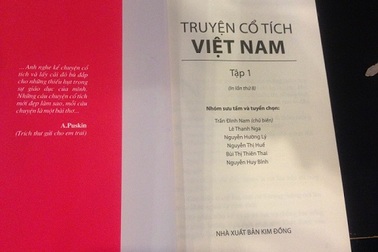 ... Anh nghe kể chuyện cổ
tích và lấy cái đó bù đắp
cho những thiếu hụt trong
sự giáo dục của mình.
Những câu chuyện cổ tích
mới đẹp làm sao, mỗi câu
chuyện là một bài thơ...
A.Puskin
(Trích thư gửi cho em trai)
TRUYỆN CỔ TÍCH
VIỆT NAM
Tập 1
(In lần thứ 8)
Nhóm sưu tầm và tuyển chọn:
Trần Đình Nam (chủ biên)
Lê Thanh Nga
Nguyễn Hường Lý
Nguyễn Thị Huế
Bùi Thị Thiên Thai
Nguyễn Huy Bỉnh
NHÀ XUẤT BẢN KIM ĐỒNG